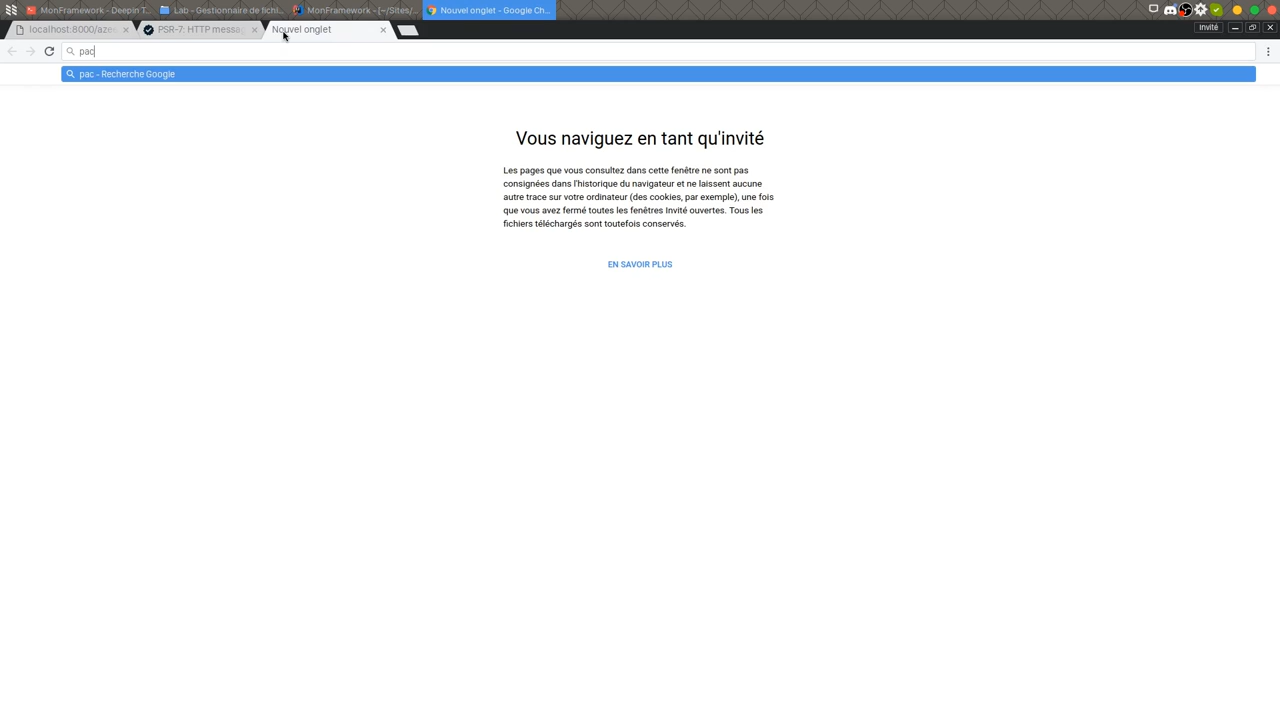 MonFramework - Deepin T...
Lab - Gestionnaire de fichi...
MonFramework - [~/Sites/...
Nouvel onglet - Google Ch...
localhost:8000/aze
PSR-7: HTTP messa
Nouvel onglet
Invité
pac
pac - Recherche Google
Vous naviguez en tant qu'invité
Les pages que vous consultez dans cette fenêtre ne sont pas
consignées dans l'historique du navigateur et ne laissent aucune
autre trace sur votre ordinateur (des cookies, par exemple), une fois
que vous avez fermé toutes les fenêtres Invité ouvertes. Tous les
fichiers téléchargés sont toutefois conservés.
EN SAVOIR PLUS